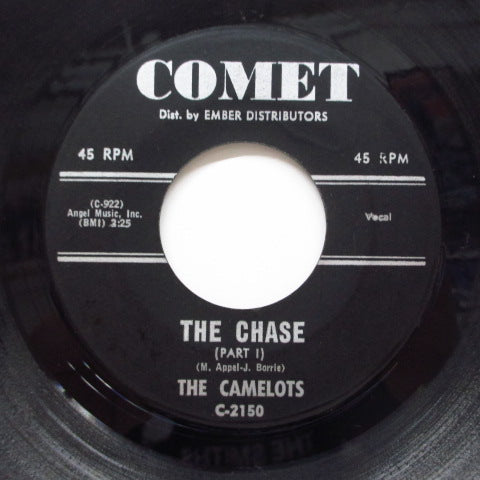 COMET
Dist. by EMBER DISTRIBUTORS
45 RPM
45 RPM
(C-922)
Angel Music, Inc.
(BMI) 2:25
Vocal
THE CHASE
(PART I)
(M. Appel-J. Borrie)
THE CAMELOTS
C-2150